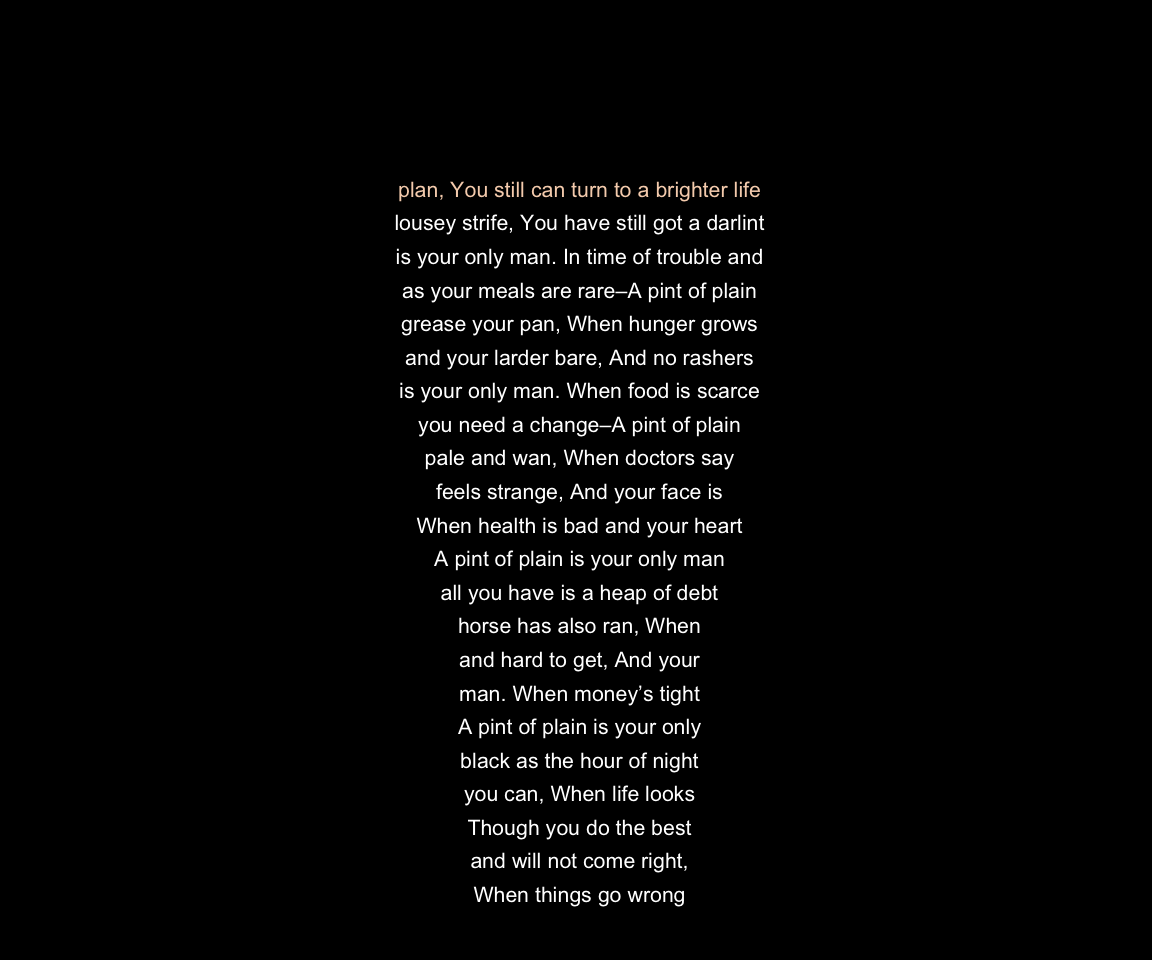 plan, You still can turn to a brighter life
lousey strife, You have still got a darlint
is your only man. In time of trouble and
as your meals are rare–A pint of plain
grease your pan, When hunger grows
and your larder bare, And no rashers
is your only man. When food is scarce
you need a change–A pint of plain
pale and wan, When doctors say
feels strange, And your face is
When health is bad and your heart
A pint of plain is your only man
all you have is a heap of debt
horse has also ran, When
and hard to get, And your
man. When money’s tight
A pint of plain is your only
black as the hour of night
you can, When life looks
Though you do the best
and will not come right,
When things go wrong